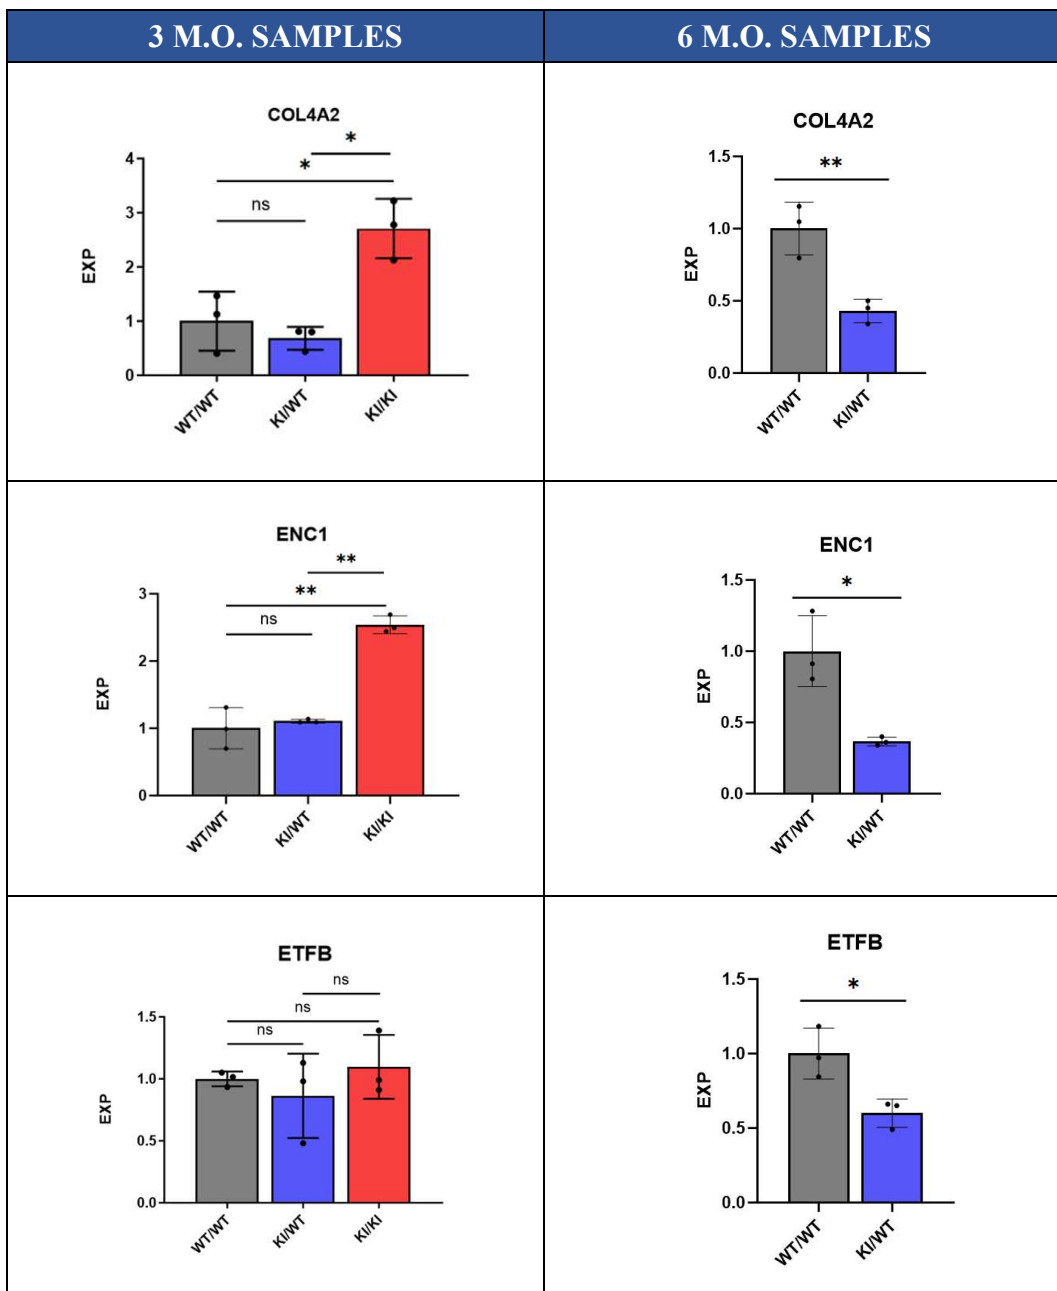 3 M.O. SAMPLES
6 M.O. SAMPLES
COL4A2
*
*
ns
4
3
2
1
0
EXP
WT/WT
KI/WT
KI/KI
COL4A2
**
1.5
1.0
0.5
0.0
EXP
WT/WT
KI/WT
ENC1
**
**
ns
3
2
1
0
EXP
WT/WT
KI/WT
KI/KI
ENC1
*
1.5
1.0
0.5
0.0
EXP
WT/WT
KI/WT
ETFB
ns
ns
ns
1.5
1.0
0.5
0.0
EXP
WT/WT
KI/WT
KI/KI
ETFB
*
1.5
1.0
0.5
0.0
EXP
WT/WT
KI/WT